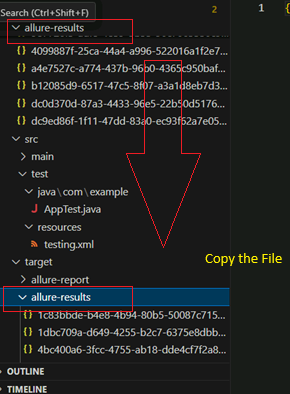 Search (Ctrl+Shift+F)
2
1
{
allure-results
{} 4099887f-25ca-44a4-a996-522016a1f2e7...
{} a4e7527c-a774-437b-96b0-4365c950baf...
{} b12085d9-6517-47c5-8f07-a3a1d8eb7d3...
{} dc0d370d-87a3-4433-96e5-22b50d5176...
{} dc9ed86f-1f11-47dd-83a0-ec93f62a7e05...
src
main
test
java\com\example
J AppTest.java
resources
testing.xml
target
Copy the File
allure-report
allure-results
{} 1c83bbde-b4e8-4b94-80b5-50087c715...
{} 1dbc709a-d649-4255-b2c7-6375e8dbb...
{} 4bc400a6-3fcc-4755-ab18-dde4cf7f2a8...
OUTLINE
TIMELINE